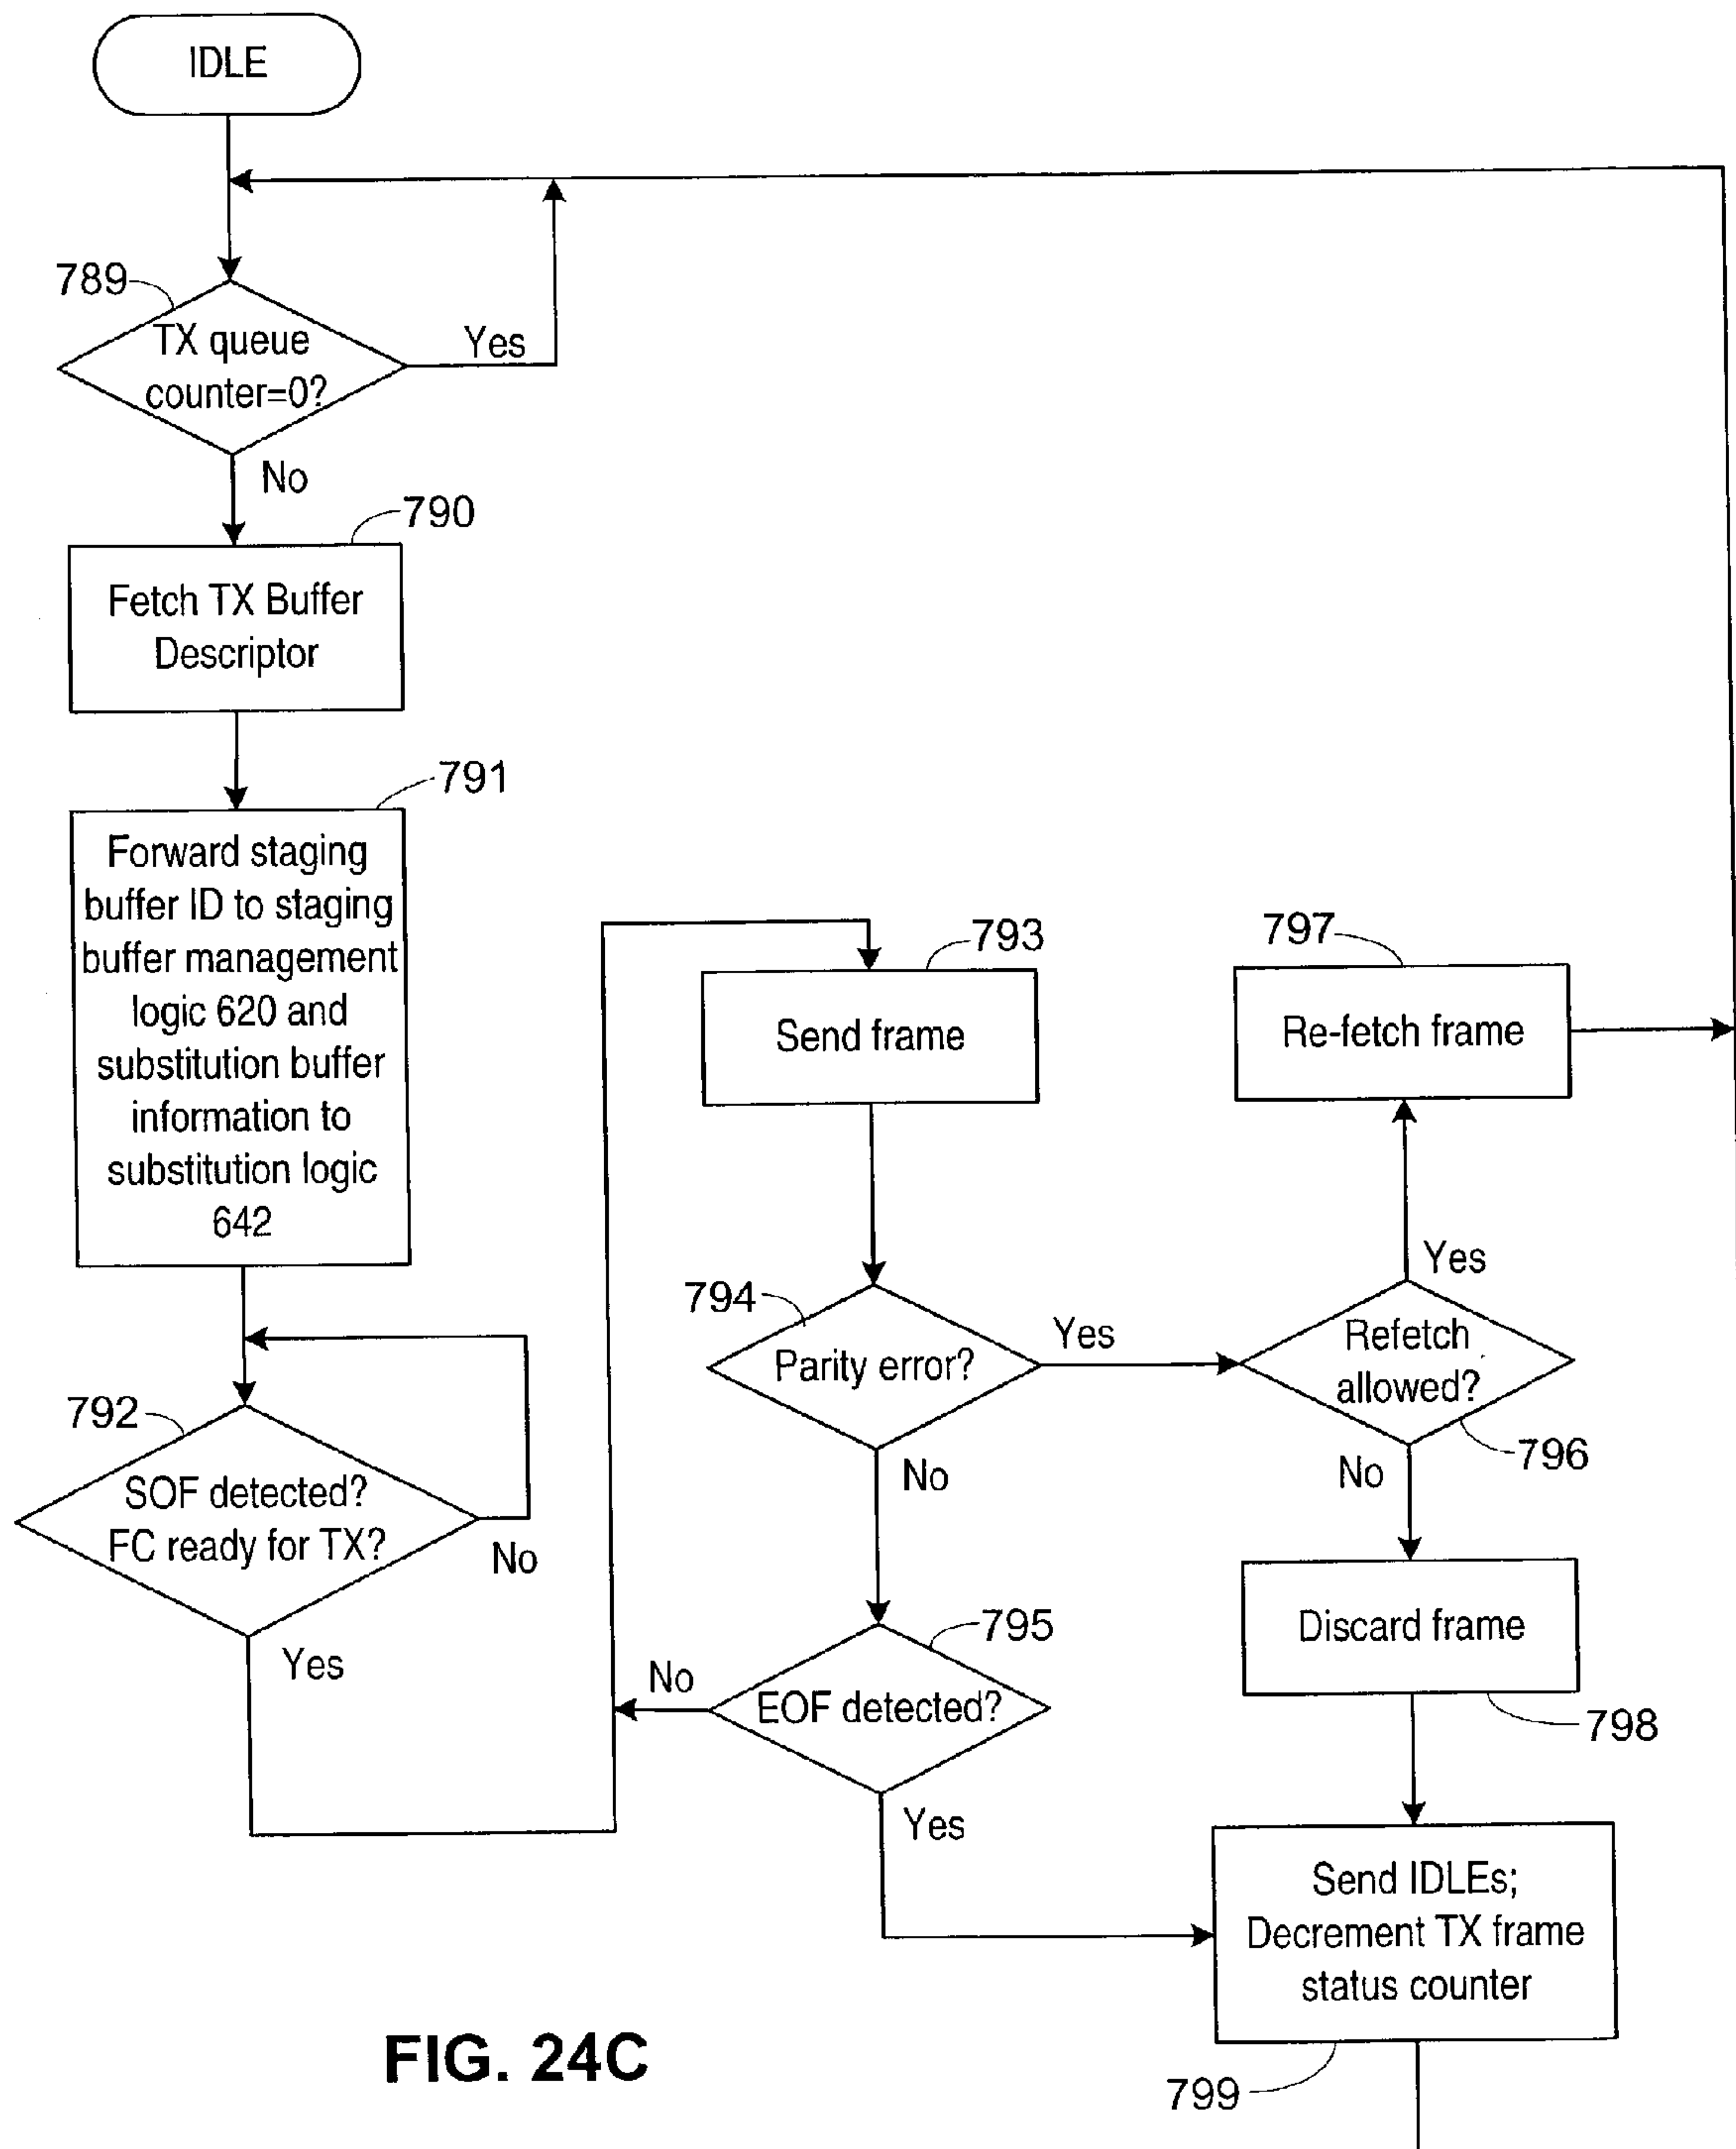 IDLE
789
TX queue
counter=0?
Yes
No
790
Fetch TX Buffer
Descriptor
791
Forward staging
buffer ID to staging
buffer management
logic 620 and
substitution buffer
information to
substitution logic
642
792
SOF detected?
FC ready for TX?
No
Yes
793
Send frame
794
Parity error?
Yes
No
795
EOF detected?
No
Yes
797
Re-fetch frame
Yes
Refetch
allowed?
796
No
Discard frame
798
Send IDLEs;
Decrement TX frame
status counter
799
FIG. 24C